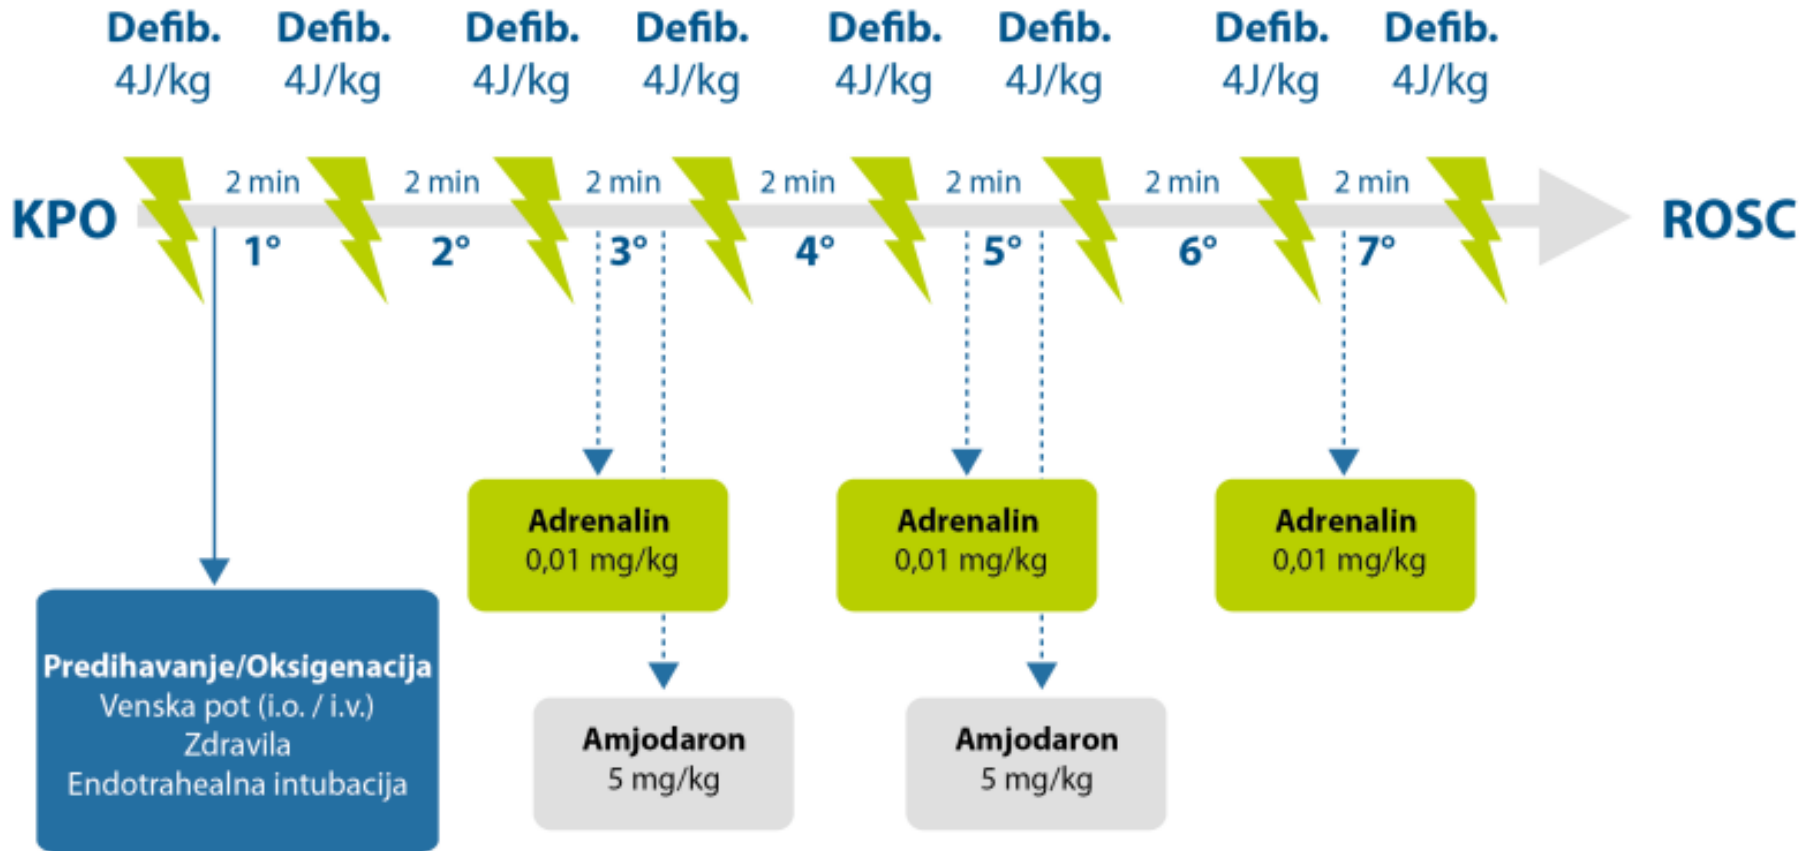 Defib. Defib. Defib. Defib. Defib. Defib. Defib. Defib.
4J/kg 4J/kg 4J/kg 4J/kg 4J/kg 4J/kg 4J/kg 4J/kg
2 min 2 min 2 min 2 min 2 min 2 min 2 min
KPO ROSC
1° 2° 3° 4° 5° 6° 7°
Adrenalin
0,01 mg/kg
Adrenalin
0,01 mg/kg
Adrenalin
0,01 mg/kg
Predihavanje/Oksigenacija
Venska pot (i.o. / i.v.)
Zdravila
Endotrahealna intubacija
Amjodaron
5 mg/kg
Amjodaron
5 mg/kg